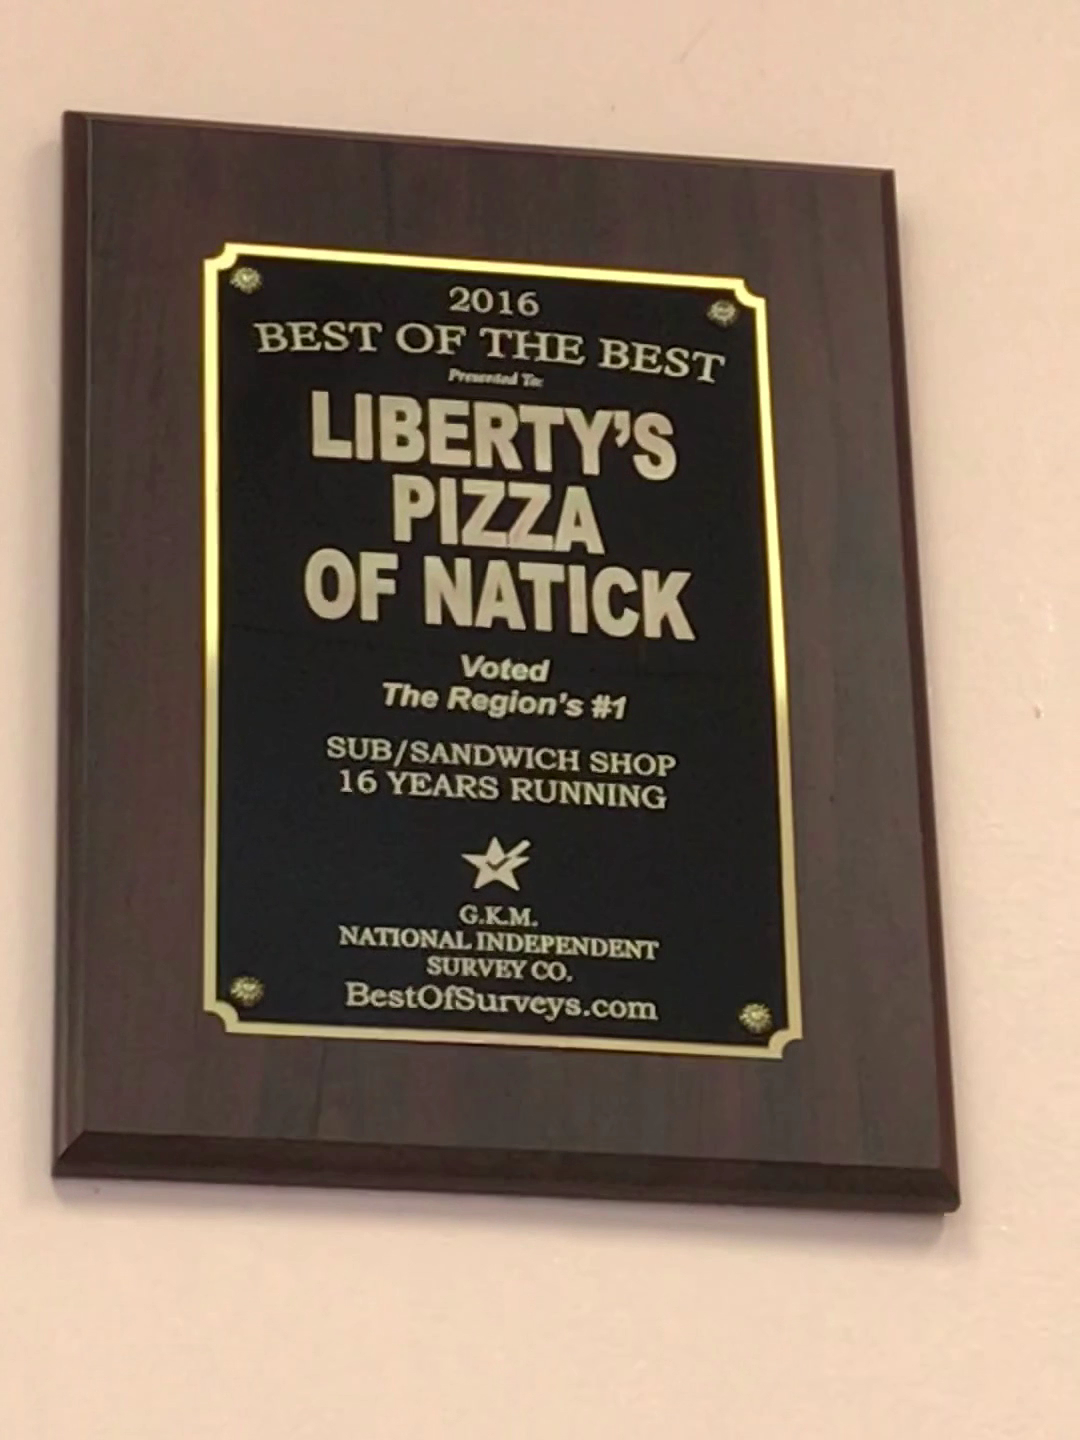 2016
BEST OF THE BEST
Presented To:
LIBERTY'S
PIZZA
OF NATICK
Voted
The Region's #1
SUB/SANDWICH SHOP
16 YEARS RUNNING
G.K.M.
NATIONAL INDEPENDENT
SURVEY CO.
BestOfSurveys.com